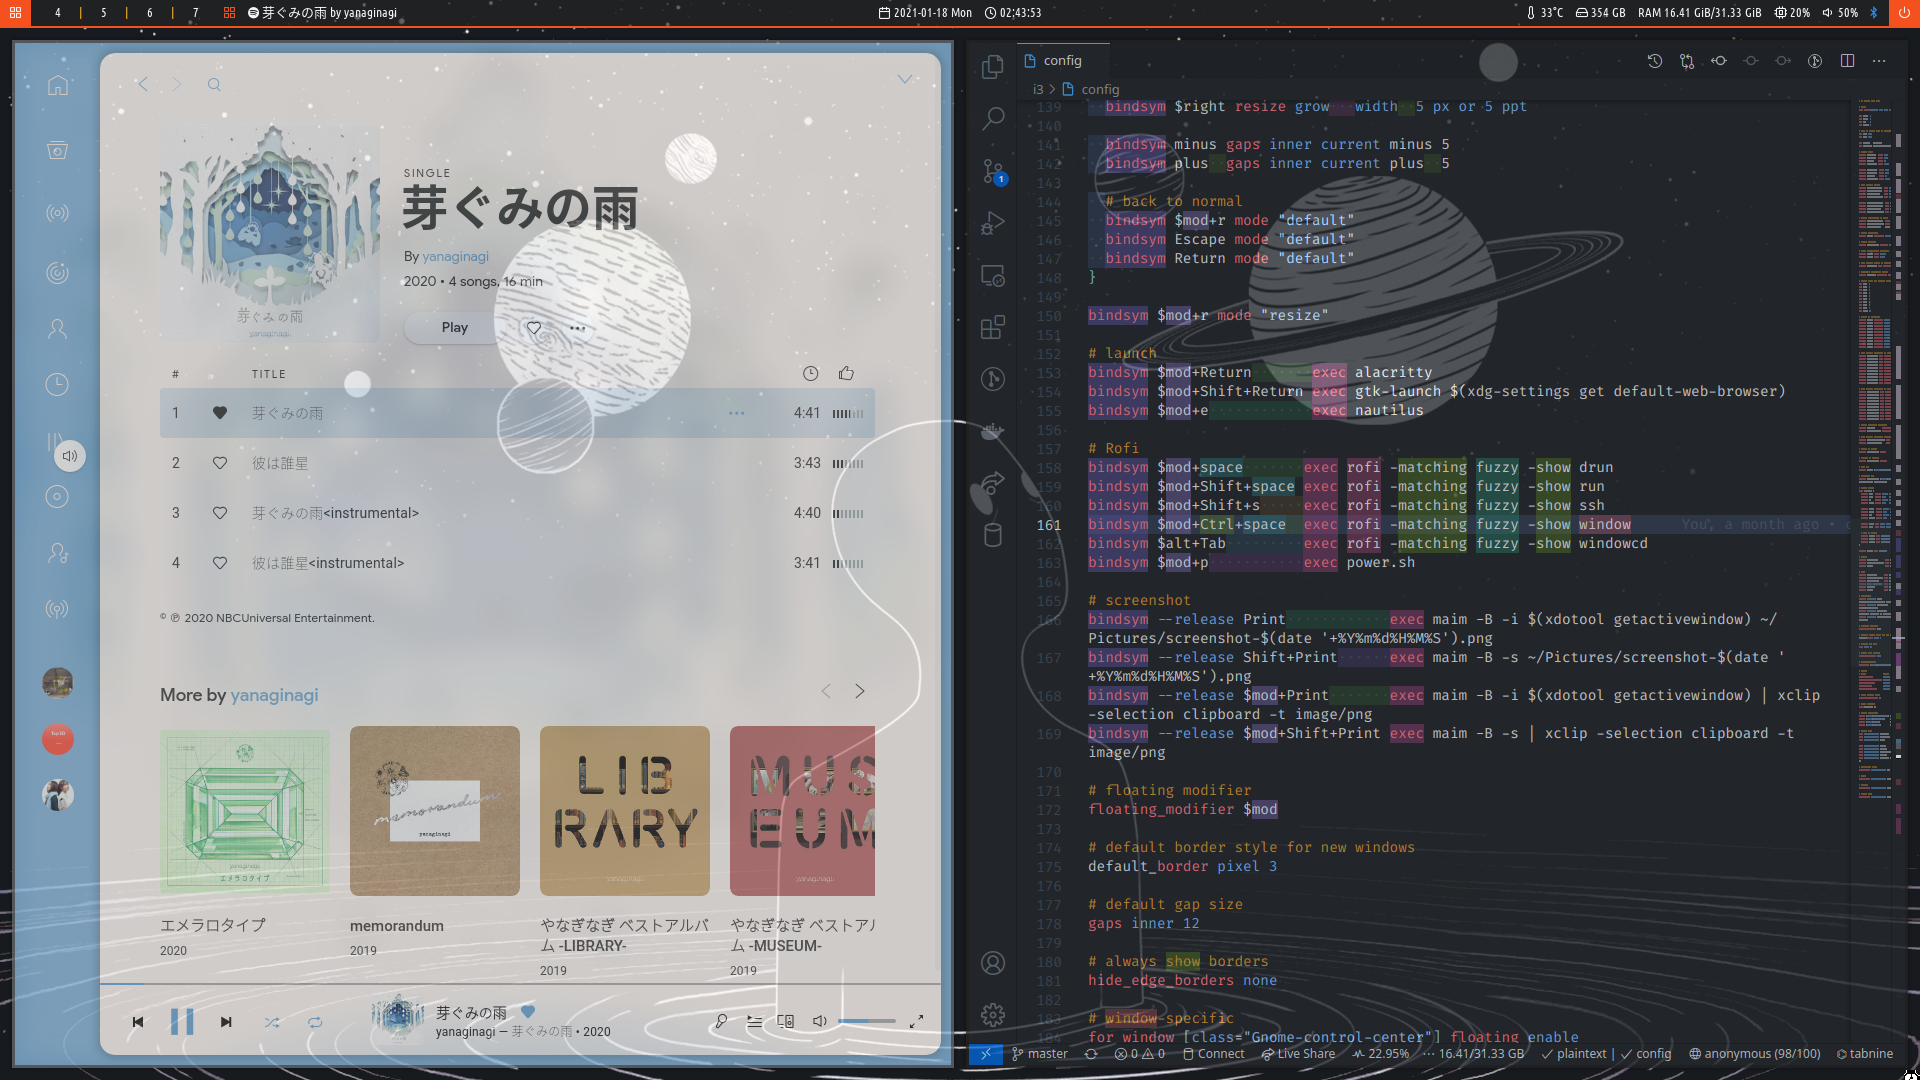 4 | 5 | 6 | 7 芽ぐみの雨 by yanaginagi
2021-01-18 Mon 02:43:53
33°C 354 GB RAM 16.41 GiB/31.33 GiB 20% 50%
SINGLE
芽ぐみの雨
By yanaginagi
2020 • 4 songs, 16 min
Play
芽ぐみの雨
yanaginagi
# TITLE
1 芽ぐみの雨 4:41
2 彼は誰星 3:43
3 芽ぐみの雨<instrumental> 4:40
4 彼は誰星<instrumental> 3:41
© ℗ 2020 NBCUniversal Entertainment.
More by yanaginagi
エメラロタイプ
memorandum
yanaginagi
LIB
RARY
MUS
EUM
エメラロタイプ
2020
memorandum
2019
やなぎなぎ ベストアルバ
ム -LIBRARY-
2019
やなぎなぎ ベストアル
ム -MUSEUM-
2019
芽ぐみの雨
yanaginagi — 芽ぐみの雨 • 2020
config
i3 > config
139 bindsym $right resize grow width 5 px or 5 ppt
140
141 bindsym minus gaps inner current minus 5
142 bindsym plus gaps inner current plus 5
143
144 # back to normal
145 bindsym $mod+r mode "default"
146 bindsym Escape mode "default"
147 bindsym Return mode "default"
148 }
149
150 bindsym $mod+r mode "resize"
151
152 # launch
153 bindsym $mod+Return exec alacritty
154 bindsym $mod+Shift+Return exec gtk-launch $(xdg-settings get default-web-browser)
155 bindsym $mod+e exec nautilus
156
157 # Rofi
158 bindsym $mod+space exec rofi -matching fuzzy -show drun
159 bindsym $mod+Shift+space exec rofi -matching fuzzy -show run
160 bindsym $mod+Shift+s exec rofi -matching fuzzy -show ssh
161 bindsym $mod+Ctrl+space exec rofi -matching fuzzy -show window You, a month ago •
162 bindsym $alt+Tab exec rofi -matching fuzzy -show windowcd
163 bindsym $mod+p exec power.sh
164
165 # screenshot
166 bindsym --release Print exec maim -B -i $(xdotool getactivewindow) ~/
Pictures/screenshot-$(date '+%Y%m%d%H%M%S').png
167 bindsym --release Shift+Print exec maim -B -s ~/Pictures/screenshot-$(date '
+%Y%m%d%H%M%S').png
168 bindsym --release $mod+Print exec maim -B -i $(xdotool getactivewindow) | xclip
-selection clipboard -t image/png
169 bindsym --release $mod+Shift+Print exec maim -B -s | xclip -selection clipboard -t
image/png
170
171 # floating modifier
172 floating_modifier $mod
173
174 # default border style for new windows
175 default_border pixel 3
176
177 # default gap size
178 gaps inner 12
179
180 # always show borders
181 hide_edge_borders none
182
183 # window-specific
184 for_window [class="Gnome-control-center"] floating enable
1
master 0 0 Connect Live Share 22.95% 16.41/31.33 GB plaintext | config anonymous (98/100) tabnine